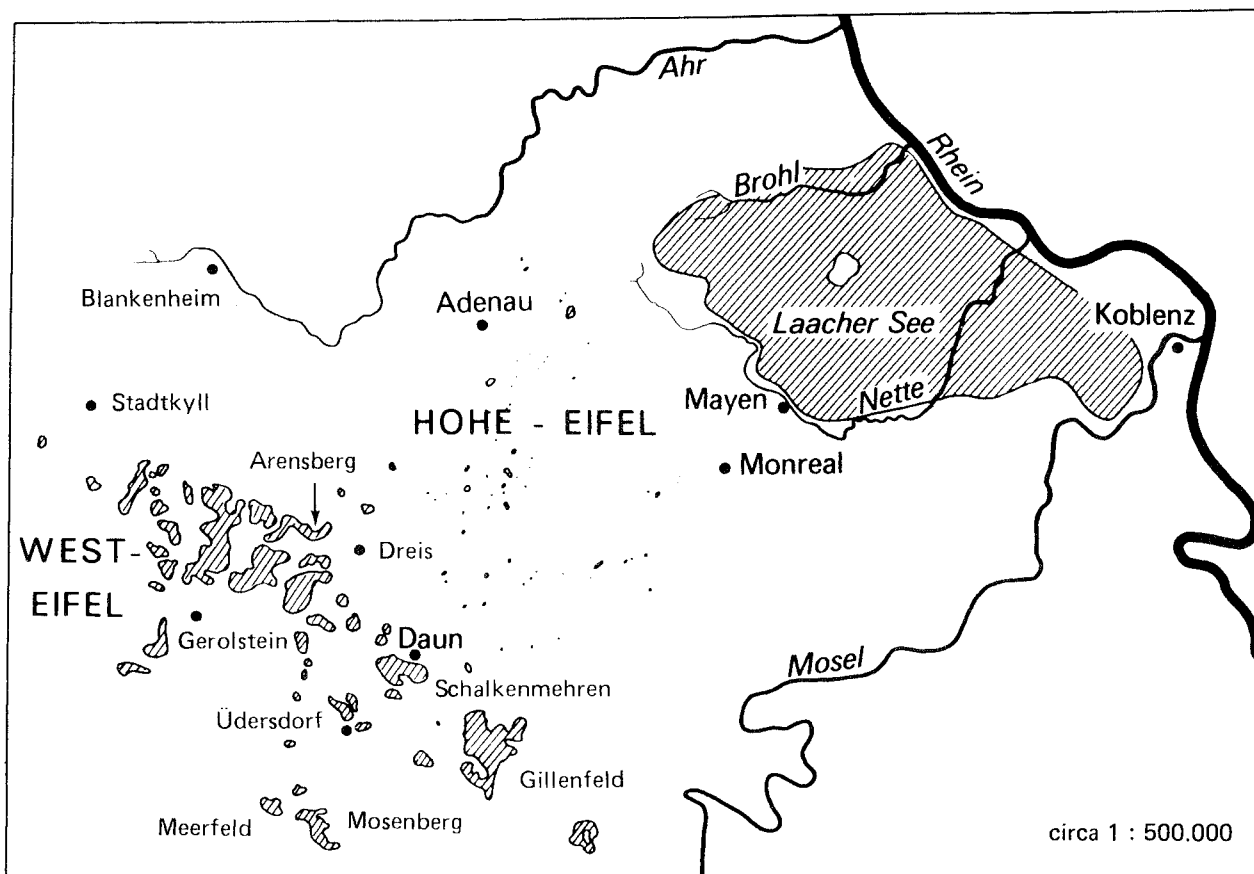 Ahr
Rhein
Brohl
Blankenheim
Adenau
Laacher See
Koblenz
Stadtkyll
Mayen
Nette
HOHE - EIFEL
Arensberg
Monreal
WEST-
EIFEL
Dreis
Gerolstein
Daun
Mosel
Schalkenmehren
Üdersdorf
Gillenfeld
Meerfeld
Mosenberg
circa 1 : 500.000